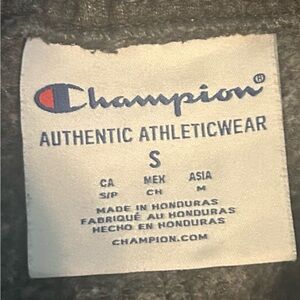 Champion®
AUTHENTIC ATHLETICWEAR
S
CA MEX ASIA
S/P CH M
MADE IN HONDURAS
FABRIQUÉ AU HONDURAS
HECHO EN HONDURAS
CHAMPION.COM